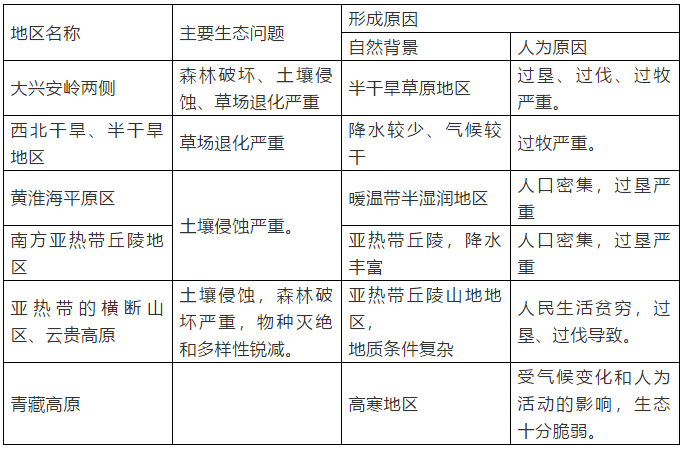 地区名称
主要生态问题
形成原因
自然背景
人为原因
大兴安岭两侧
森林破坏、土壤侵
蚀、草场退化严重
半干旱草原地区
过垦、过伐、过牧
严重。
西北干旱、半干旱
地区
草场退化严重
降水较少、气候较
干
过牧严重。
黄淮海平原区
土壤侵蚀严重。
暖温带半湿润地区
人口密集，过垦严
重
南方亚热带丘陵地
区
亚热带丘陵，降水
丰富
人口密集，过垦严
重
亚热带的横断山
区、云贵高原
土壤侵蚀，森林破
坏严重，物种灭绝
和多样性锐减。
亚热带丘陵山地地
区，
地质条件复杂
人民生活贫穷，过
垦、过伐导致。
青藏高原
高寒地区
受气候变化和人为
活动的影响，生态
十分脆弱。